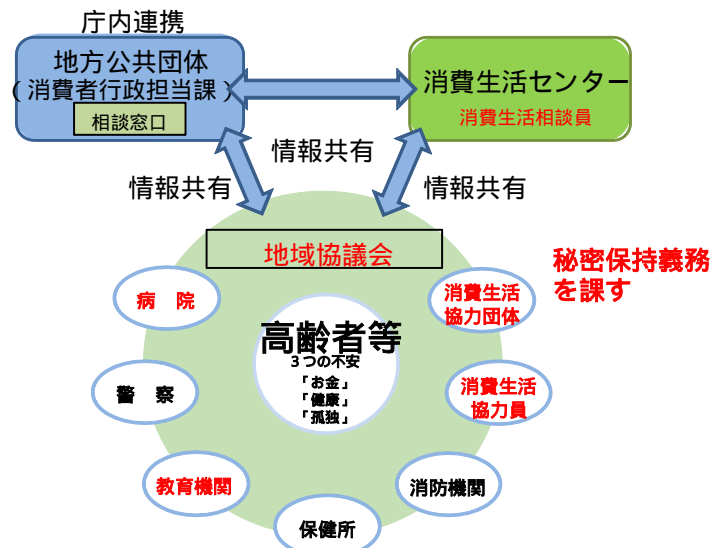 庁内連携
地方公共団体
（消費者行政担当課）
相談窓口
消費生活センター
消費生活相談員
情報共有
情報共有
情報共有
地域協議会
秘密保持義務
を課す
病　院
消費生活
協力団体
高齢者等
３つの不安
「お金」
「健康」
「孤独」
警　察
消費生活
協力員
教育機関
消防機関
保健所